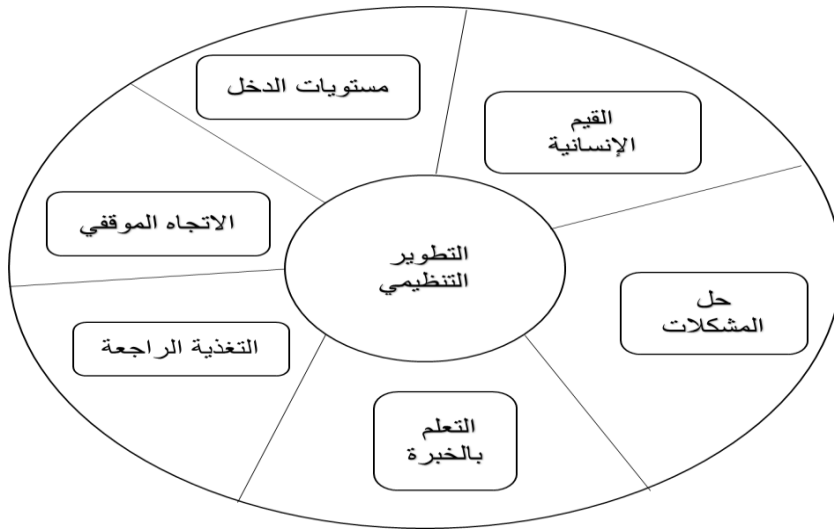 مستويات الدخل
القيم
الإنسانية
الاتجاه الموقفي
التطوير
التنظيمي
حل
المشكلات
التغذية الراجعة
التعلم
بالخبرة